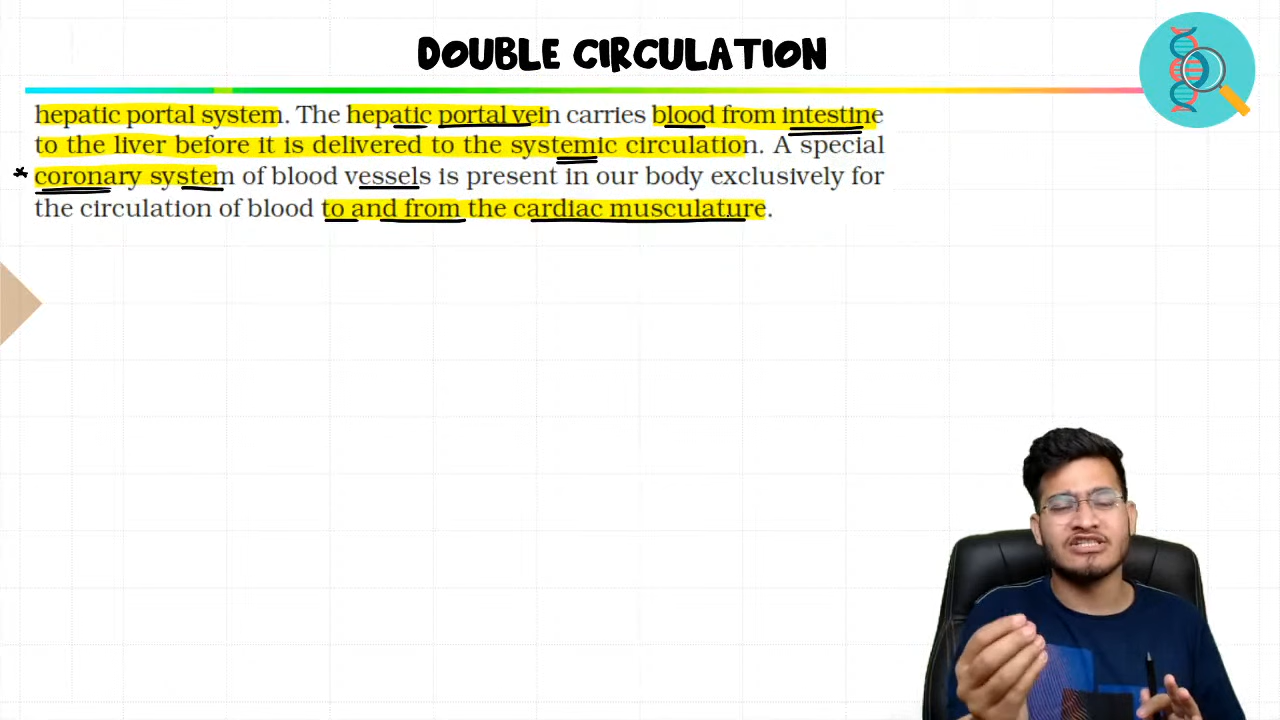 DOUBLE CIRCULATION
hepatic portal system. The hepatic portal vein carries blood from intestine
to the liver before it is delivered to the systemic circulation. A special
* coronary system of blood vessels is present in our body exclusively for
the circulation of blood to and from the cardiac musculature.